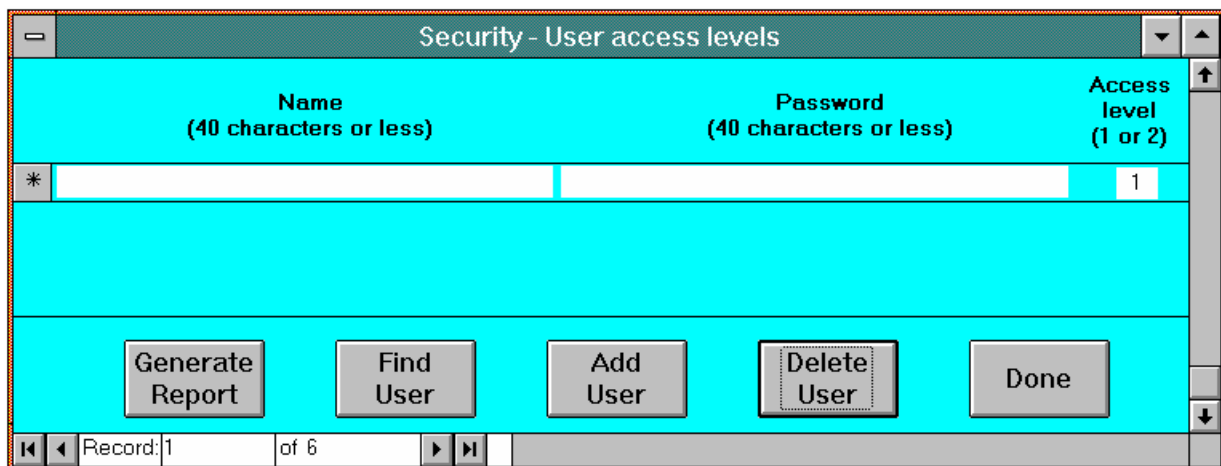 Security - User access levels
Name
(40 characters or less)
Password
(40 characters or less)
Access
level
(1 or 2)
*
1
Generate
Report
Find
User
Add
User
Delete
User
Done
Record: 1 of 6